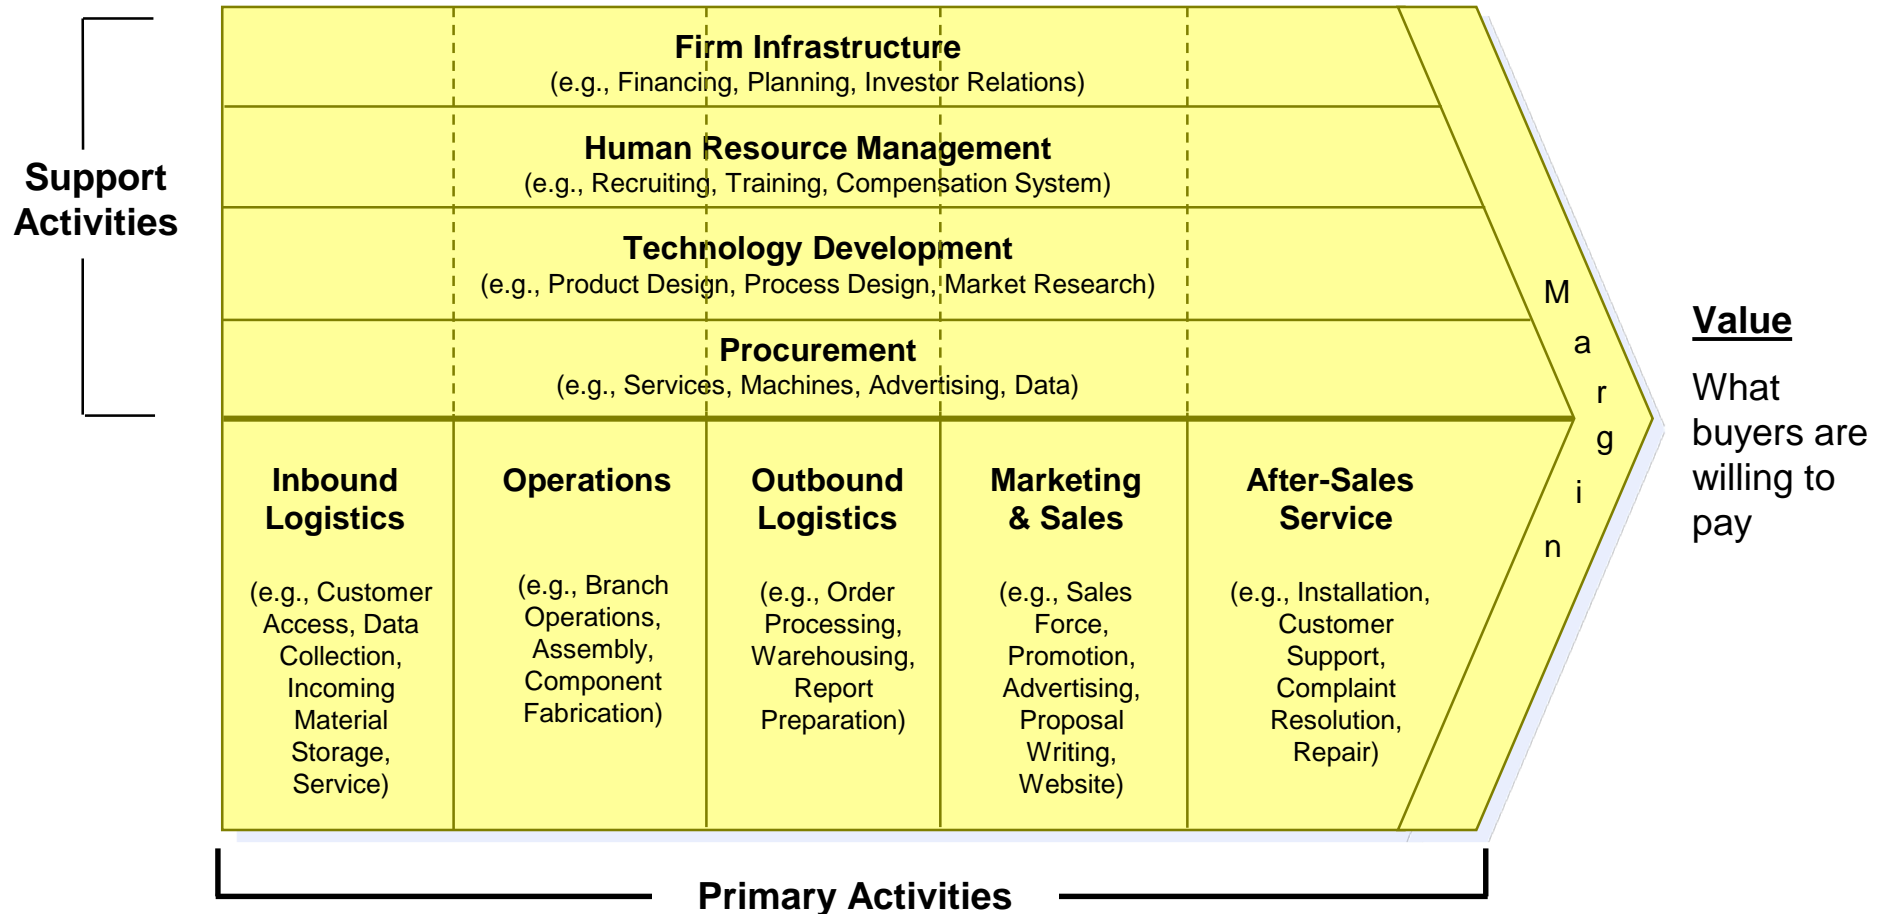 Firm Infrastructure
(e.g., Financing, Planning, Investor Relations)
Human Resource Management
(e.g., Recruiting, Training, Compensation System)
Technology Development
(e.g., Product Design, Process Design, Market Research)
Procurement
(e.g., Services, Machines, Advertising, Data)
Support
Activities
Inbound
Logistics
(e.g., Customer
Access, Data
Collection,
Incoming
Material
Storage,
Service)
Operations
(e.g., Branch
Operations,
Assembly,
Component
Fabrication)
Outbound
Logistics
(e.g., Order
Processing,
Warehousing,
Report
Preparation)
Marketing
& Sales
(e.g., Sales
Force,
Promotion,
Advertising,
Proposal
Writing,
Website)
After-Sales
Service
(e.g., Installation,
Customer
Support,
Complaint
Resolution,
Repair)
Margin
Value
What
buyers are
willing to
pay
Primary Activities